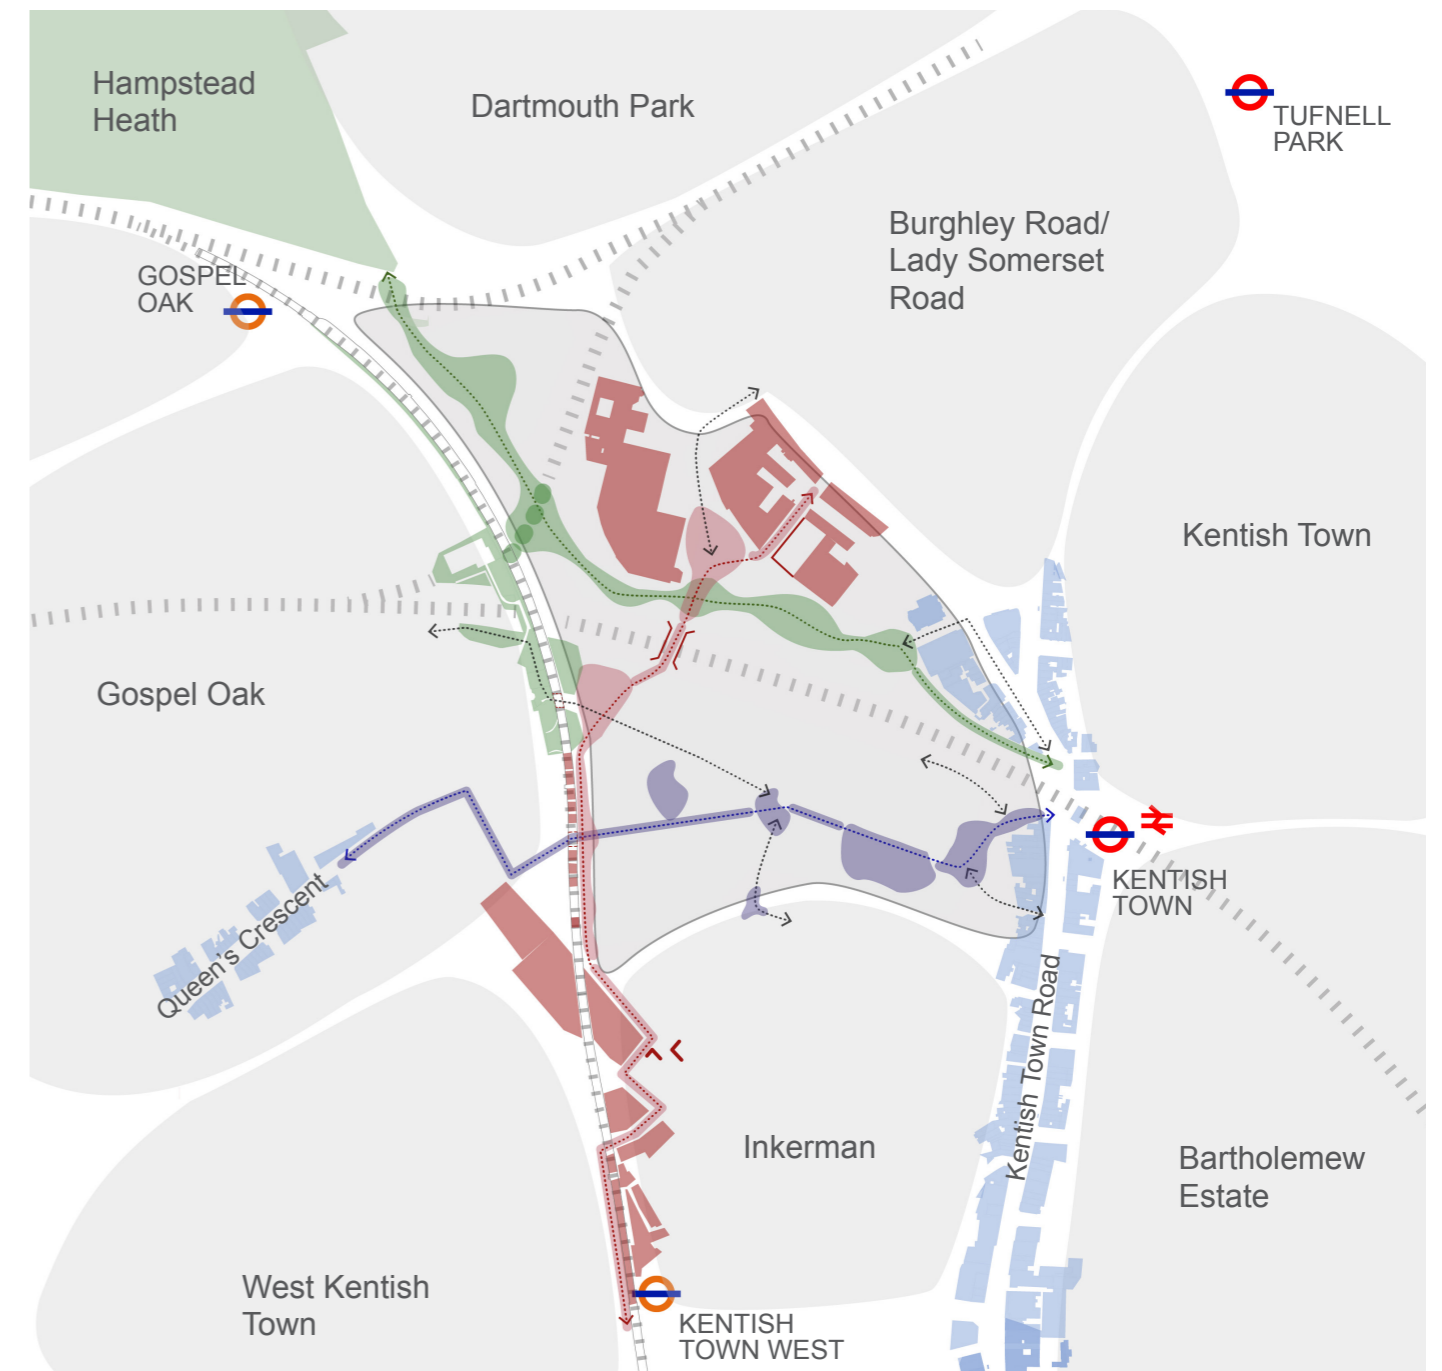 Hampstead
Heath
Dartmouth Park
TUFNELL
PARK
Burghley Road/
Lady Somerset
Road
GOSPEL
OAK
Kentish Town
Gospel Oak
KENTISH
TOWN
Queen's Crescent
Kentish Town Road
Inkerman
Bartholemew
Estate
West Kentish
Town
KENTISH
TOWN WEST